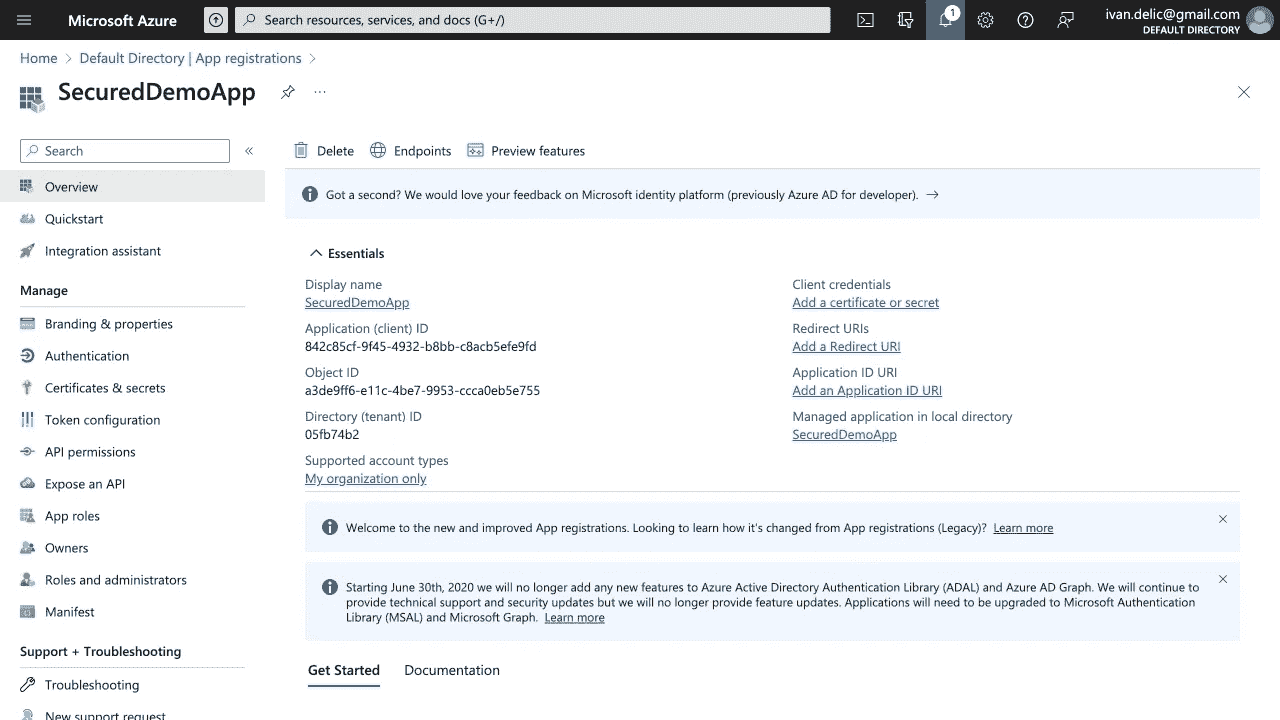 Microsoft Azure
Search resources, services, and docs (G+/)
1
ivan.delic@gmail.com
DEFAULT DIRECTORY
Home > Default Directory | App registrations >
SecuredDemoApp
...
Search
«
Delete
Endpoints
Preview features
Overview
Quickstart
Integration assistant
Manage
Branding & properties
Authentication
Certificates & secrets
Token configuration
API permissions
Expose an API
App roles
Owners
Roles and administrators
Manifest
Support + Troubleshooting
Troubleshooting
New support request
Got a second? We would love your feedback on Microsoft identity platform (previously Azure AD for developer). →
Essentials
Display name
SecuredDemoApp
Application (client) ID
842c85cf-9f45-4932-b8bb-c8acb5efe9fd
Object ID
a3de9ff6-e11c-4be7-9953-ccca0eb5e755
Directory (tenant) ID
05fb74b2
Supported account types
My organization only
Client credentials
Add a certificate or secret
Redirect URIs
Add a Redirect URI
Application ID URI
Add an Application ID URI
Managed application in local directory
SecuredDemoApp
Welcome to the new and improved App registrations. Looking to learn how it's changed from App registrations (Legacy)? Learn more
Starting June 30th, 2020 we will no longer add any new features to Azure Active Directory Authentication Library (ADAL) and Azure AD Graph. We will continue to
provide technical support and security updates but we will no longer provide feature updates. Applications will need to be upgraded to Microsoft Authentication
Library (MSAL) and Microsoft Graph. Learn more
Get Started
Documentation